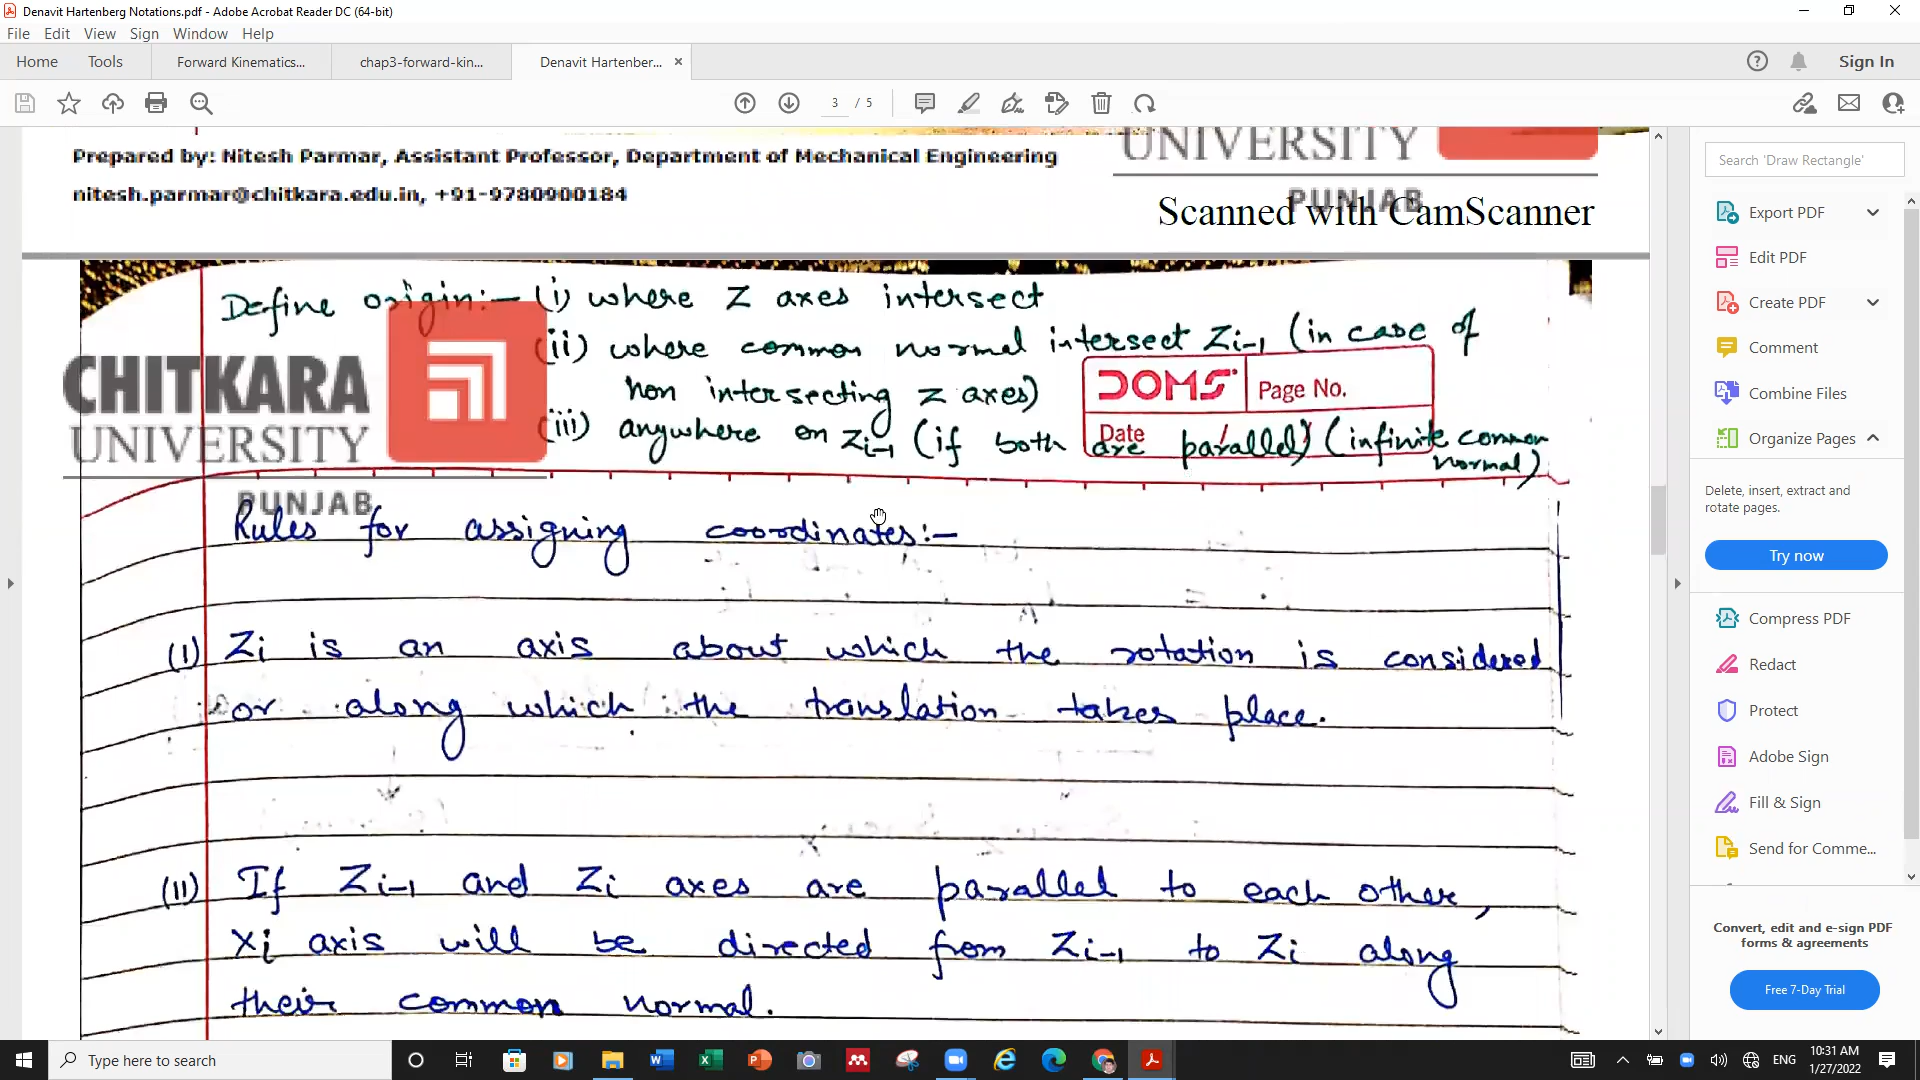 Denavit Hartenberg Notations.pdf - Adobe Acrobat Reader DC (64-bit)
File Edit View Sign Window Help
Home Tools Forward Kinematics... chap3-forward-kin... Denavit Hartenber... ×
3 / 5
Sign In
UNIVERSITY
PUNJAB
Prepared by: Nitesh Parmar, Assistant Professor, Department of Mechanical Engineering
nitesh.parmar@chitkara.edu.in, +91-9780900184
Scanned with CamScanner
Define origin:- (i) where Z axes intersect
(ii) where common normal intersect Zi-1 (in case of
non intersecting Z axes)
(iii) anywhere on Zi-1 (if both are parallel) (infinite common
normal)
CHITKARA
UNIVERSITY
PUNJAB
DOMS Page No.
Date / /
Rules for assigning coordinates:-
(I) Zi is an axis about which the rotation is considered
or along which the translation takes place.
(II) If Zi-1 and Zi axes are parallel to each other,
Xi axis will be directed from Zi-1 to Zi along
their common normal.
Search 'Draw Rectangle'
Export PDF
Edit PDF
Create PDF
Comment
Combine Files
Organize Pages
Delete, insert, extract and
rotate pages.
Try now
Compress PDF
Redact
Protect
Adobe Sign
Fill & Sign
Send for Comme...
Convert, edit and e-sign PDF
forms & agreements
Free 7-Day Trial
Type here to search
ENG
10:31 AM
1/27/2022